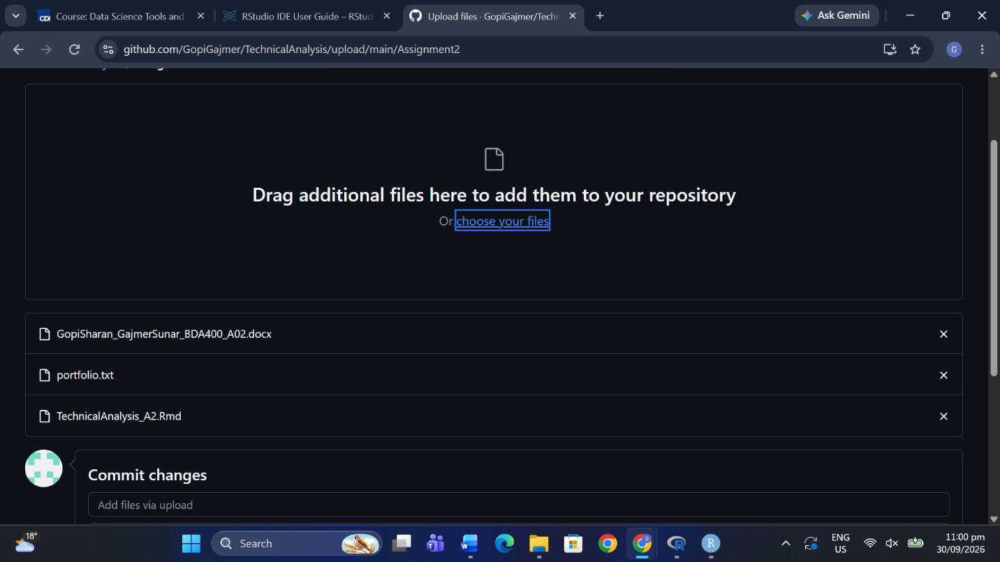 Course: Data Science Tools and
RStudio IDE User Guide – RStud
Upload files · GopiGajmer/Techn
Ask Gemini
github.com/GopiGajmer/TechnicalAnalysis/upload/main/Assignment2
G
Drag additional files here to add them to your repository
Or choose your files
GopiSharan_GajmerSunar_BDA400_A02.docx
portfolio.txt
TechnicalAnalysis_A2.Rmd
Commit changes
Add files via upload
18°
Search
ENG
US
11:00 pm
30/09/2026